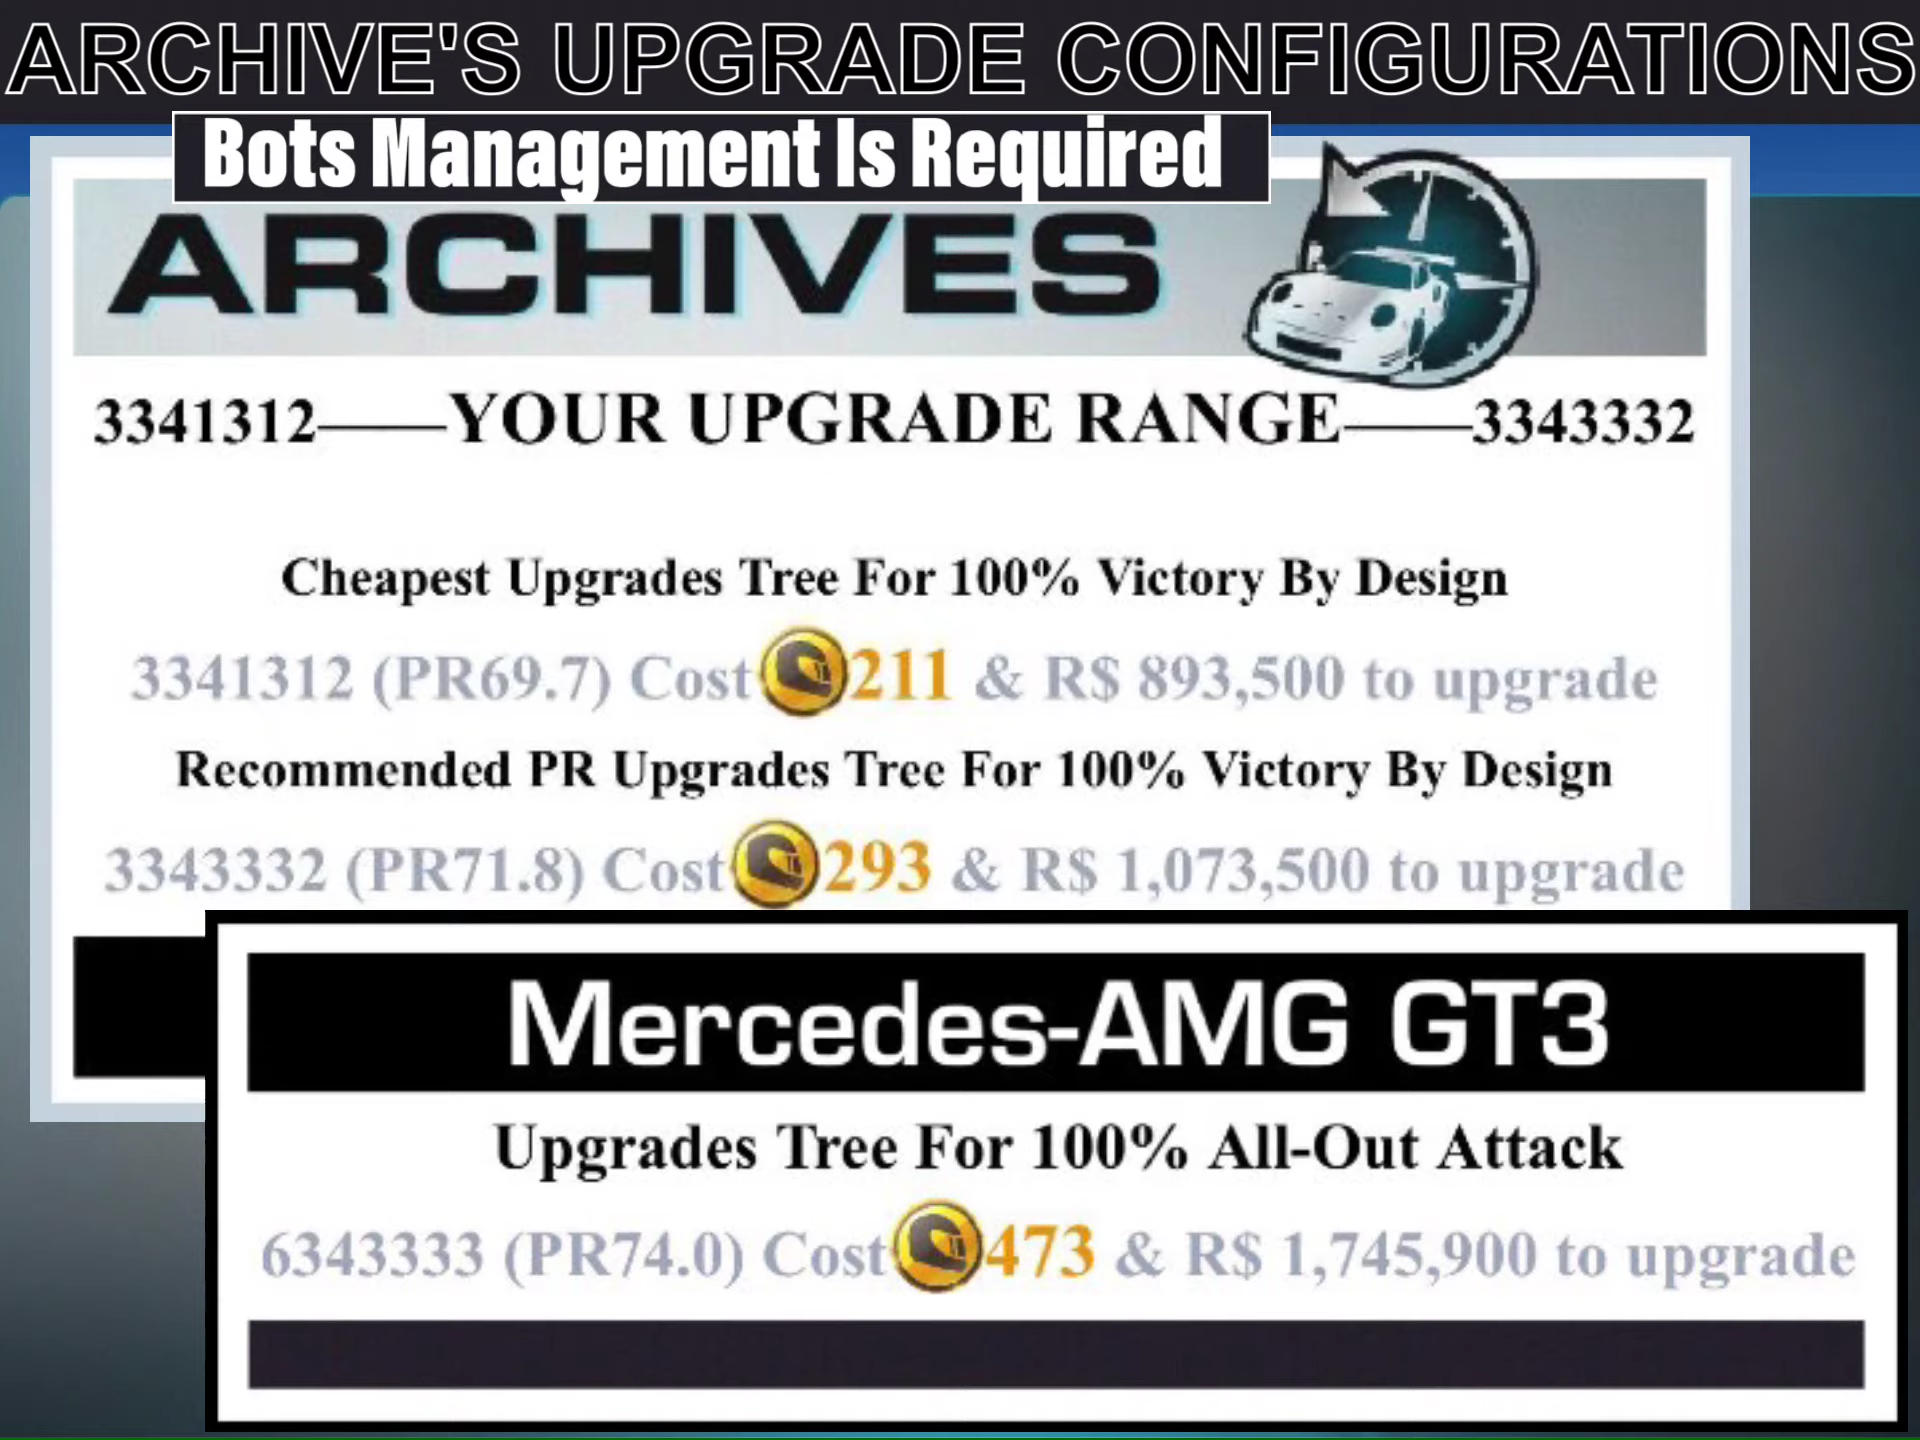 ARCHIVE'S UPGRADE CONFIGURATIONS
Bots Management Is Required
ARCHIVES
3341312——YOUR UPGRADE RANGE——3343332
Cheapest Upgrades Tree For 100% Victory By Design
3341312 (PR69.7) Cost 211 & R$ 893,500 to upgrade
Recommended PR Upgrades Tree For 100% Victory By Design
3343332 (PR71.8) Cost 293 & R$ 1,073,500 to upgrade
Mercedes-AMG GT3
Upgrades Tree For 100% All-Out Attack
6343333 (PR74.0) Cost 473 & R$ 1,745,900 to upgrade